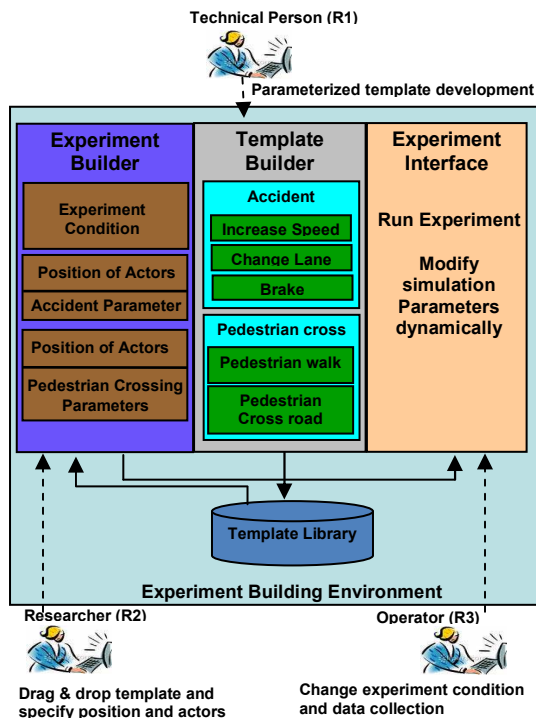 Technical Person (R1)
Parameterized template development
Experiment
Builder
Experiment
Condition
Position of Actors
Accident Parameter
Position of Actors
Pedestrian Crossing
Parameters
Template
Builder
Accident
Increase Speed
Change Lane
Brake
Pedestrian cross
Pedestrian walk
Pedestrian
Cross road
Experiment
Interface
Run Experiment
Modify
simulation
Parameters
dynamically
Template Library
Experiment Building Environment
Researcher (R2)
Drag & drop template and
specify position and actors
Operator (R3)
Change experiment condition
and data collection